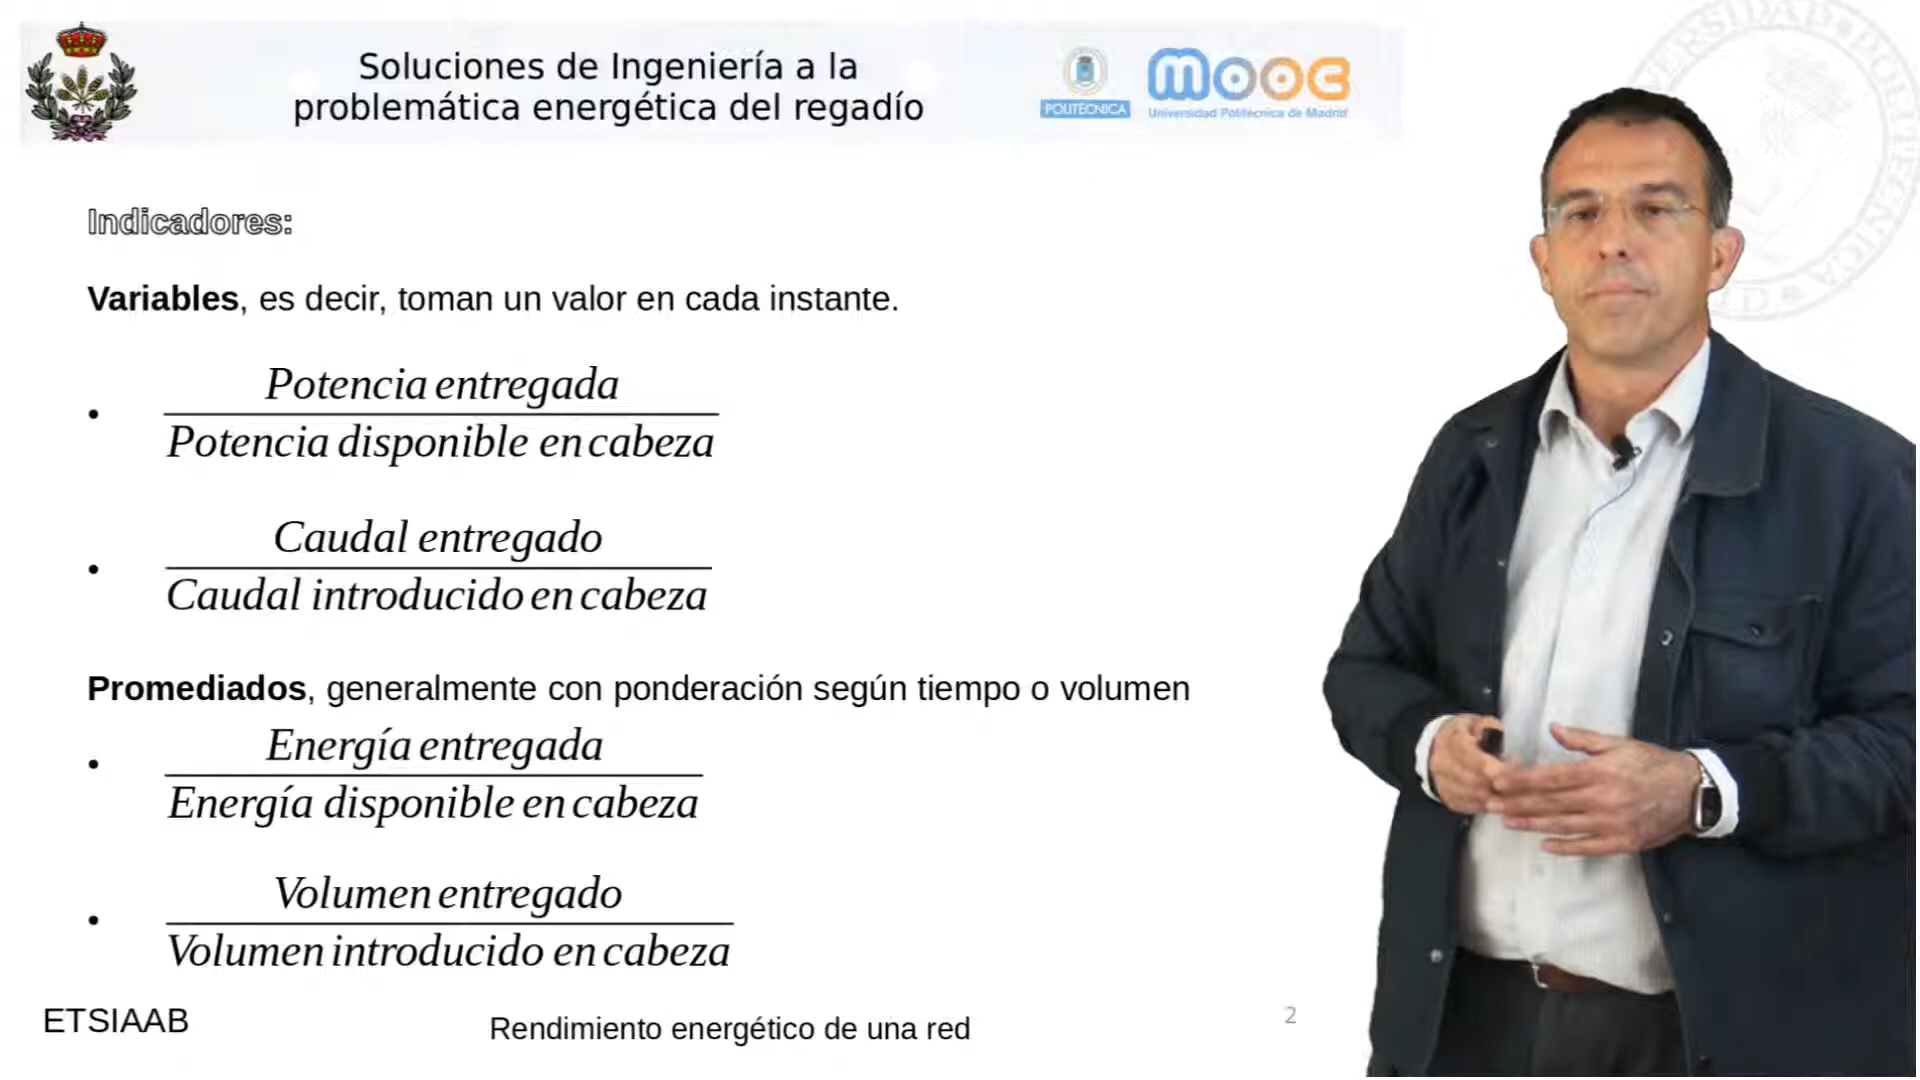 Soluciones de Ingeniería a la
problemática energética del regadío
POLITÉCNICA
mooc
Universidad Politécnica de Madrid
Indicadores:
Variables, es decir, toman un valor en cada instante.
• Potencia entregada
Potencia disponible en cabeza
• Caudal entregado
Caudal introducido en cabeza
Promediados, generalmente con ponderación según tiempo o volumen
• Energía entregada
Energía disponible en cabeza
• Volumen entregado
Volumen introducido en cabeza
ETSIAAB
Rendimiento energético de una red
2